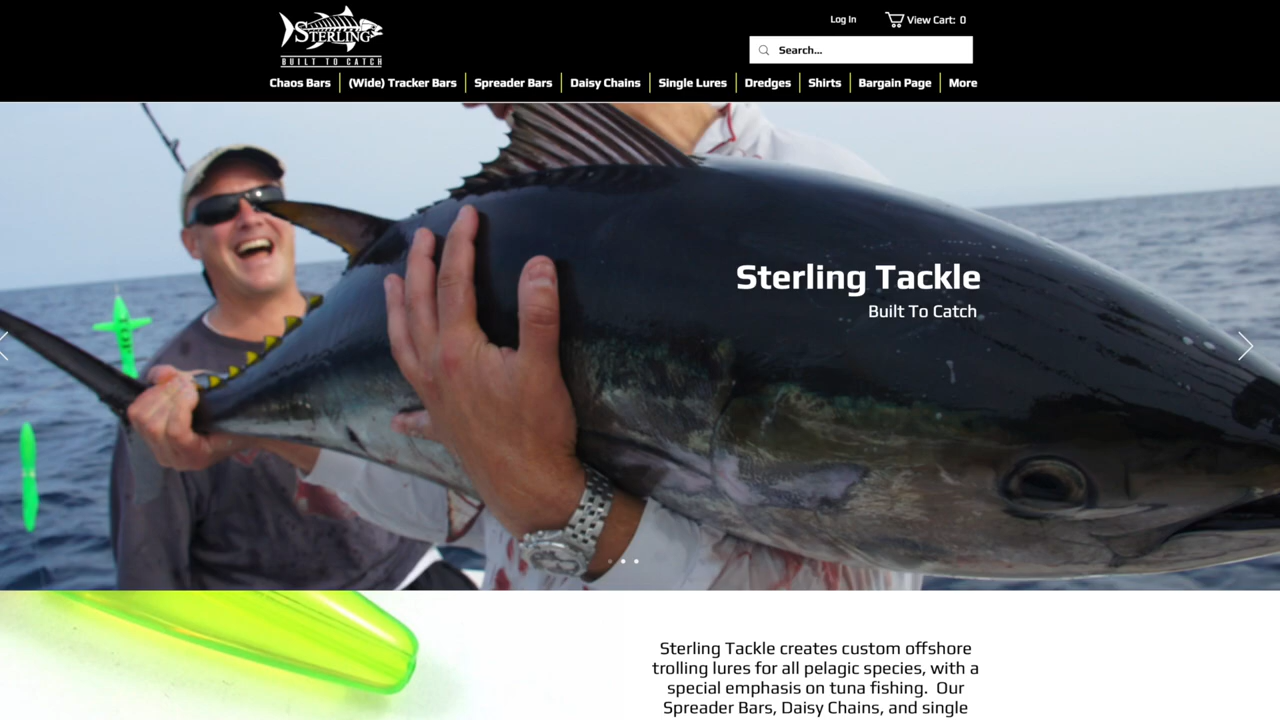 STERLING
BUILT TO CATCH
Log In
View Cart: 0
Search...
Chaos Bars
(Wide) Tracker Bars
Spreader Bars
Daisy Chains
Single Lures
Dredges
Shirts
Bargain Page
More
Sterling Tackle
Built To Catch
Sterling Tackle creates custom offshore
trolling lures for all pelagic species, with a
special emphasis on tuna fishing.  Our
Spreader Bars, Daisy Chains, and single